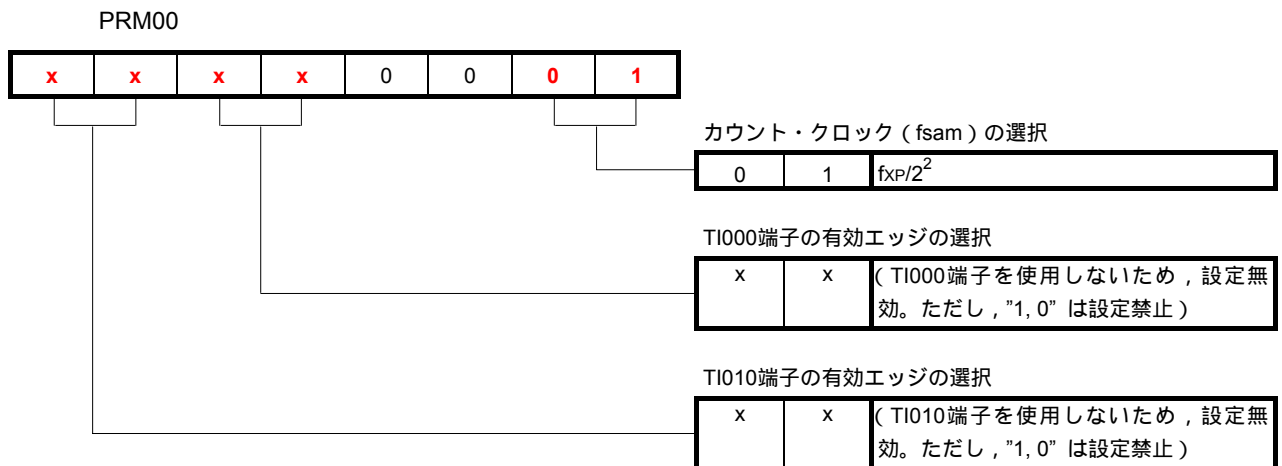 PRM00
x x x x 0 0 0 1
カウント・クロック（fsam）の選択
0 1 fXP/2²
TI000端子の有効エッジの選択
x x （TI000端子を使用しないため，設定無
効。ただし，"1, 0" は設定禁止）
TI010端子の有効エッジの選択
x x （TI010端子を使用しないため，設定無
効。ただし，"1, 0" は設定禁止）